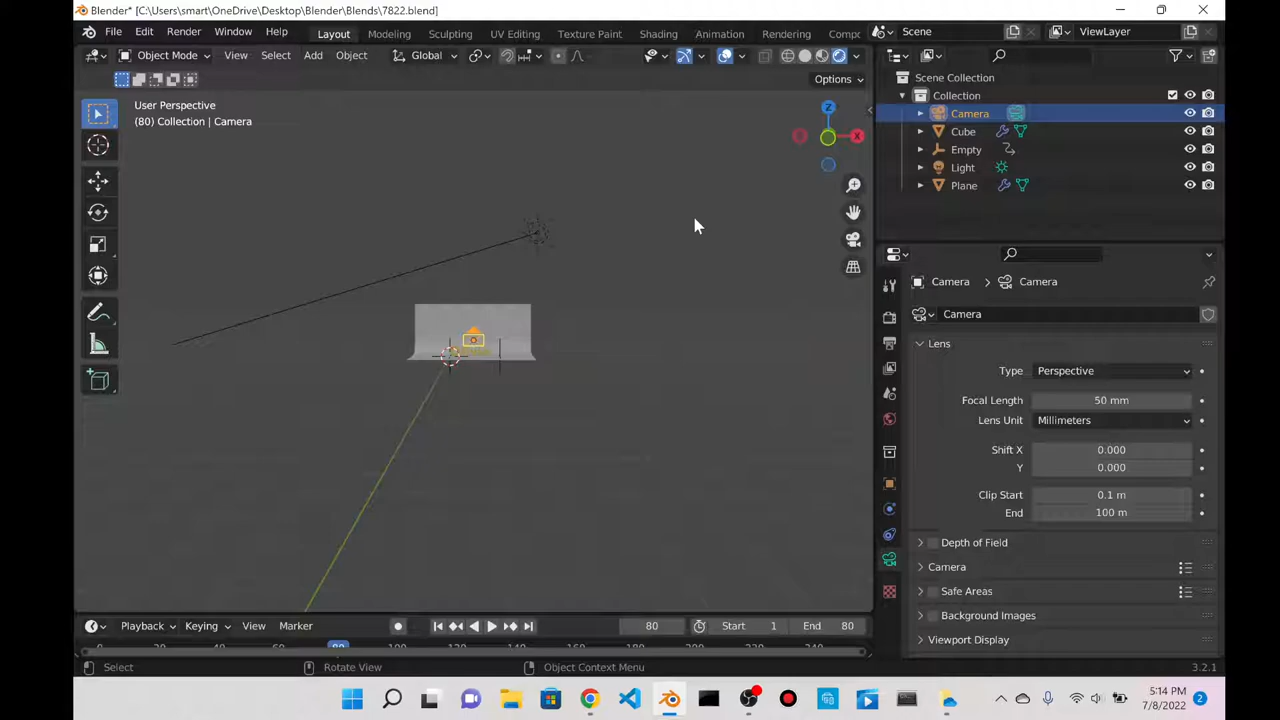 Blender* [C:\Users\smart\OneDrive\Desktop\Blender\Blends\7822.blend]
File Edit Render Window Help Layout Modeling Sculpting UV Editing Texture Paint Shading Animation Rendering Compc Scene ViewLayer
Object Mode View Select Add Object Global
Options
User Perspective
(80) Collection | Camera
Z
X
Scene Collection
Collection
Camera
Cube
Empty
Light
Plane
Camera > Camera
Camera
Lens
Type Perspective
Focal Length 50 mm
Lens Unit Millimeters
Shift X 0.000
Y 0.000
Clip Start 0.1 m
End 100 m
Depth of Field
Camera
Safe Areas
Background Images
Viewport Display
Playback Keying View Marker 80 Start 1 End 80
80
Select Rotate View Object Context Menu 3.2.1
5:14 PM
7/8/2022
2